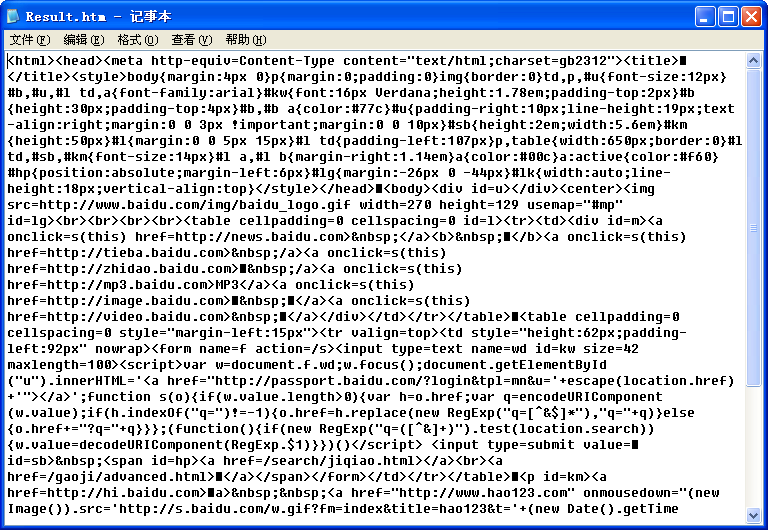 Result.htm - 记事本
文件(F) 编辑(E) 格式(O) 查看(V) 帮助(H)
<html><head><meta http-equiv=Content-Type content="text/html;charset=gb2312"><title>■
</title><style>body{margin:4px 0}p{margin:0;padding:0}img{border:0}td,p,#u{font-size:12px}
#b,#u,#l td,a{font-family:arial}#kw{font:16px Verdana;height:1.78em;padding-top:2px}#b
{height:30px;padding-top:4px}#b,#b a{color:#77c}#u{padding-right:10px;line-height:19px;text
-align:right;margin:0 0 3px !important;margin:0 0 10px}#sb{height:2em;width:5.6em}#km
{height:50px}#l{margin:0 0 5px 15px}#l td{padding-left:107px}p,table{width:650px;border:0}#l
td,#sb,#km{font-size:14px}#l a,#l b{margin-right:1.14em}a{color:#00c}a:active{color:#f60}
#hp{position:absolute;margin-left:6px}#lg{margin:-26px 0 -44px}#lk{width:auto;line-
height:18px;vertical-align:top}</style></head>■<body><div id=u></div><center><img
src=http://www.baidu.com/img/baidu_logo.gif width=270 height=129 usemap="#mp"
id=lg><br><br><br><br><table cellpadding=0 cellspacing=0 id=l><tr><td><div id=m><a
onclick=s(this) href=http://news.baidu.com>&nbsp;</a><b>&nbsp;■</b><a onclick=s(this)
href=http://tieba.baidu.com>&nbsp;/a><a onclick=s(this)
href=http://zhidao.baidu.com>■&nbsp;/a><a onclick=s(this)
href=http://mp3.baidu.com>MP3</a><a onclick=s(this)
href=http://image.baidu.com>■&nbsp;■</a><a onclick=s(this)
href=http://video.baidu.com>&nbsp;■</a></div></td></tr></table>■<table cellpadding=0
cellspacing=0 style="margin-left:15px"><tr valign=top><td style="height:62px;padding-
left:92px" nowrap><form name=f action=/s><input type=text name=wd id=kw size=42
maxlength=100><script>var w=document.f.wd;w.focus();document.getElementById
("u").innerHTML='<a href="http://passport.baidu.com/?login&tpl=mn&u='+escape(location.href)
+'"></a>';function s(o){if(w.value.length>0){var h=o.href;var q=encodeURIComponent
(w.value);if(h.indexOf("q=")!=-1){o.href=h.replace(new RegExp("q=[^&$]*"),"q="+q)}else
{o.href+="?q="+q}}};(function(){if(new RegExp("q=([^&]+)").test(location.search))
{w.value=decodeURIComponent(RegExp.$1)}})()</script> <input type=submit value=■
id=sb>&nbsp;<span id=hp><a href=/search/jiqiao.html></a><br><a
href=/gaoji/advanced.html>■</a></span></form></td></tr></table>■<p id=km><a
href=http://hi.baidu.com>■a>&nbsp;&nbsp;<a href="http://www.hao123.com" onmousedown="(new
Image()).src='http://s.baidu.com/w.gif?fm=index&title=hao123&t='+(new Date().getTime